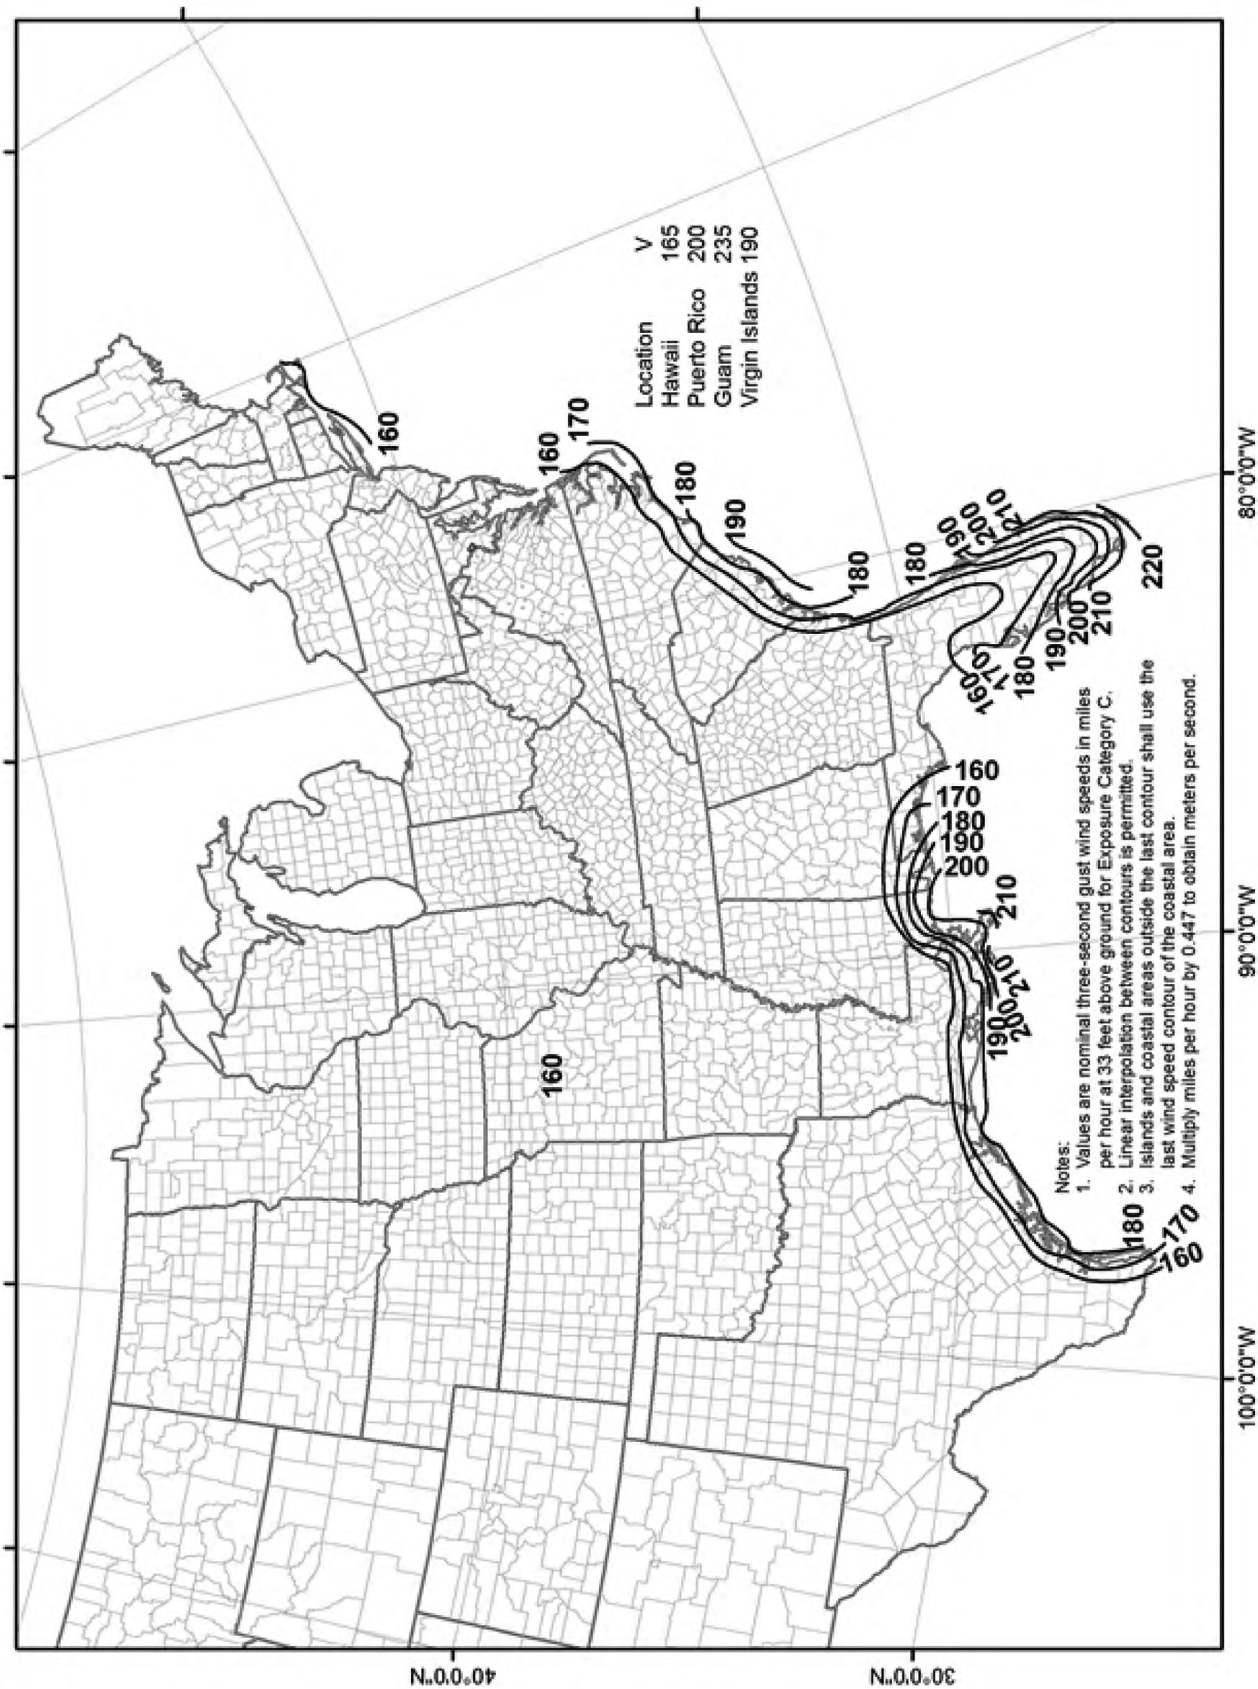 160
160
170
180
190
180
180
190
200
210
220
210
200
190
180
170
160
160
170
180
190
200
210
210
200
190
160
180
170
160
Location V
Hawaii 165
Puerto Rico 200
Guam 235
Virgin Islands 190
Notes:
1. Values are nominal three-second gust wind speeds in miles
per hour at 33 feet above ground for Exposure Category C.
2. Linear interpolation between contours is permitted.
3. Islands and coastal areas outside the last contour shall use the
last wind speed contour of the coastal area.
4. Multiply miles per hour by 0.447 to obtain meters per second.
40°0'0"N
30°0'0"N
100°0'0"W
90°0'0"W
80°0'0"W